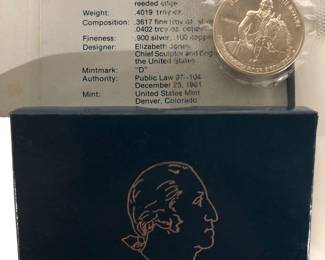 reeded edge
Weight: .4019 troy oz.
Composition: .3617 fine troy oz. silver
.0402 troy oz. copper
Fineness: .900 silver, .100 copper
Designer: Elizabeth Jones,
Chief Sculptor and Engr
the United States
Mintmark: "D"
Authority: Public Law 97-104
December 23, 1981
Mint: United States Mint
Denver, Colorado